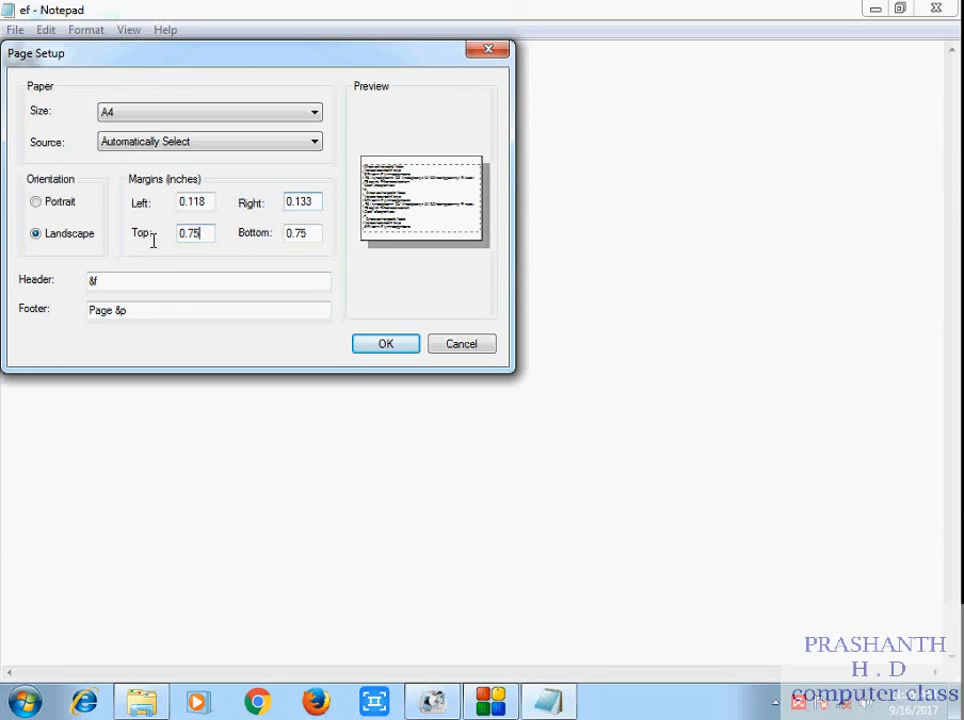 ef - Notepad
File Edit Format View Help
Page Setup
Paper
Preview
Size: A4
Source: Automatically Select
Orientation
Margins (inches)
Portrait
Left: 0.118 Right: 0.133
Landscape
Top: 0.75 Bottom: 0.75
Header: &f
Footer: Page &p
OK Cancel
PRASHANTH
H . D
computer class
9/16/2017